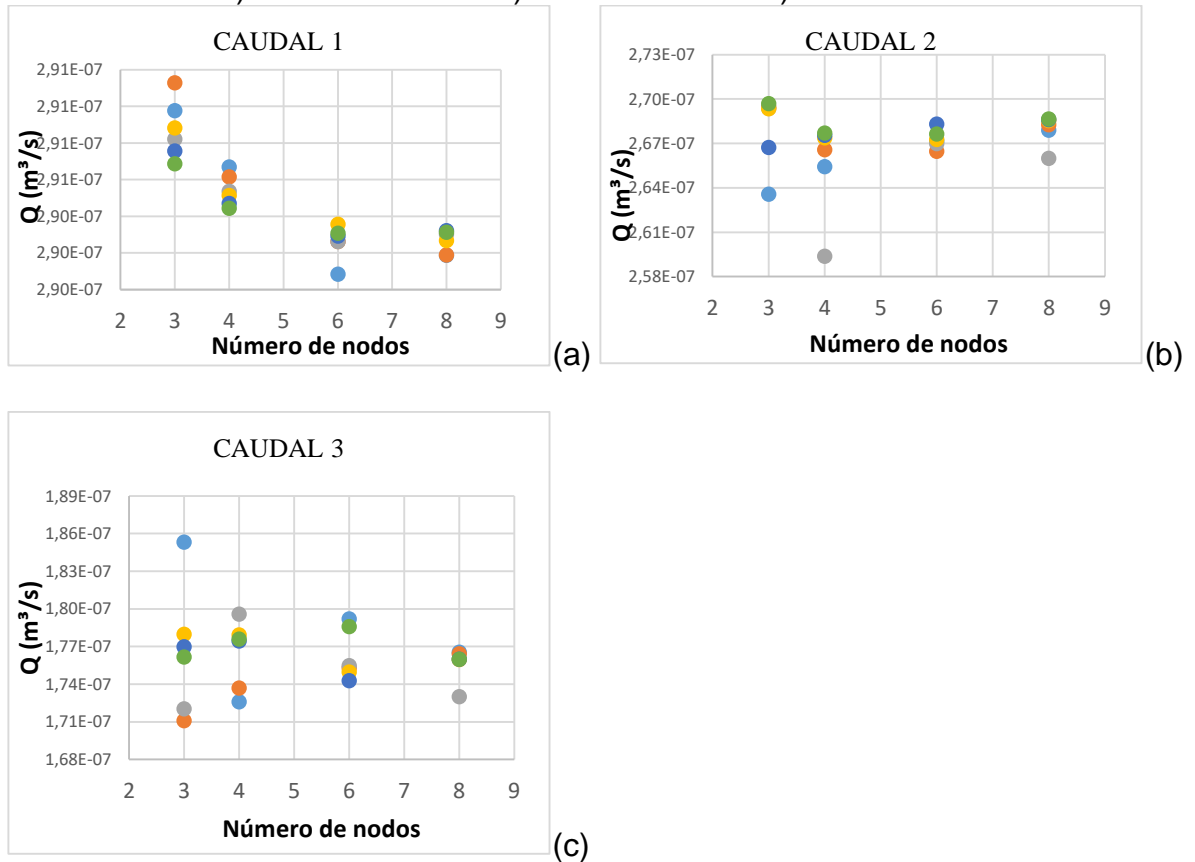 CAUDAL 1
2,91E-07
2,91E-07
2,91E-07
2,91E-07
2,90E-07
2,90E-07
2,90E-07
Q (m³/s)
2 3 4 5 6 7 8 9
Número de nodos
(a)
CAUDAL 2
2,73E-07
2,70E-07
2,67E-07
2,64E-07
2,61E-07
2,58E-07
Q (m³/s)
2 3 4 5 6 7 8 9
Número de nodos
(b)
CAUDAL 3
1,89E-07
1,86E-07
1,83E-07
1,80E-07
1,77E-07
1,74E-07
1,71E-07
1,68E-07
Q (m³/s)
2 3 4 5 6 7 8 9
Número de nodos
(c)